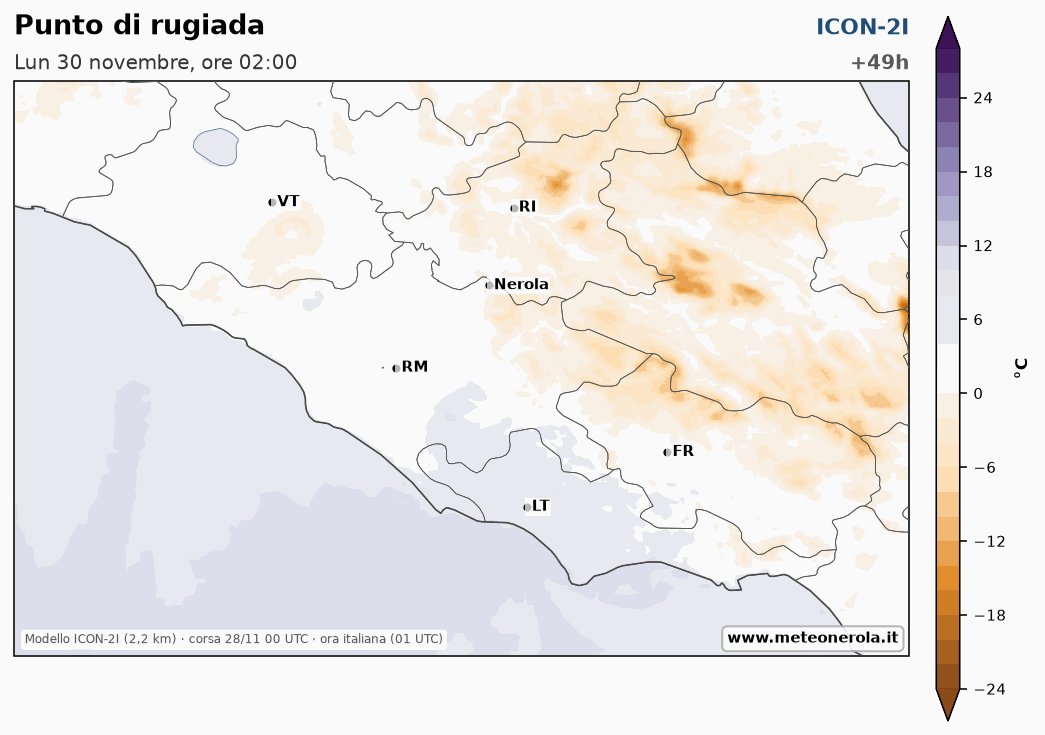 Punto di rugiada
ICON-2I
Lun 30 novembre, ore 02:00
+49h
24
18
12
6
0
−6
−12
−18
−24
°C
VT
RI
Nerola
RM
FR
LT
Modello ICON-2I (2,2 km) · corsa 28/11 00 UTC · ora italiana (01 UTC)
www.meteonerola.it